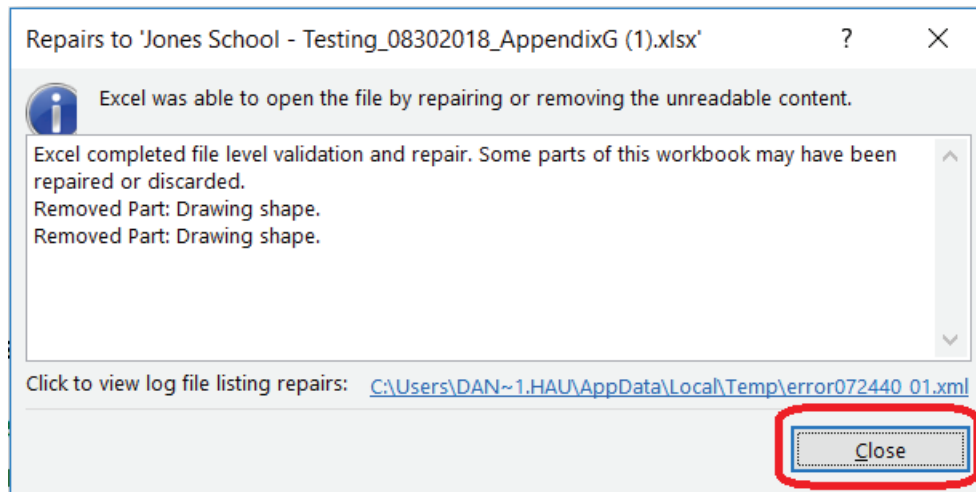 Repairs to 'Jones School - Testing_08302018_AppendixG (1).xlsx' ?
Excel was able to open the file by repairing or removing the unreadable content.
Excel completed file level validation and repair. Some parts of this workbook may have been
repaired or discarded.
Removed Part: Drawing shape.
Removed Part: Drawing shape.
Click to view log file listing repairs: C:\Users\DAN~1.HAU\AppData\Local\Temp\error072440_01.xml
Close